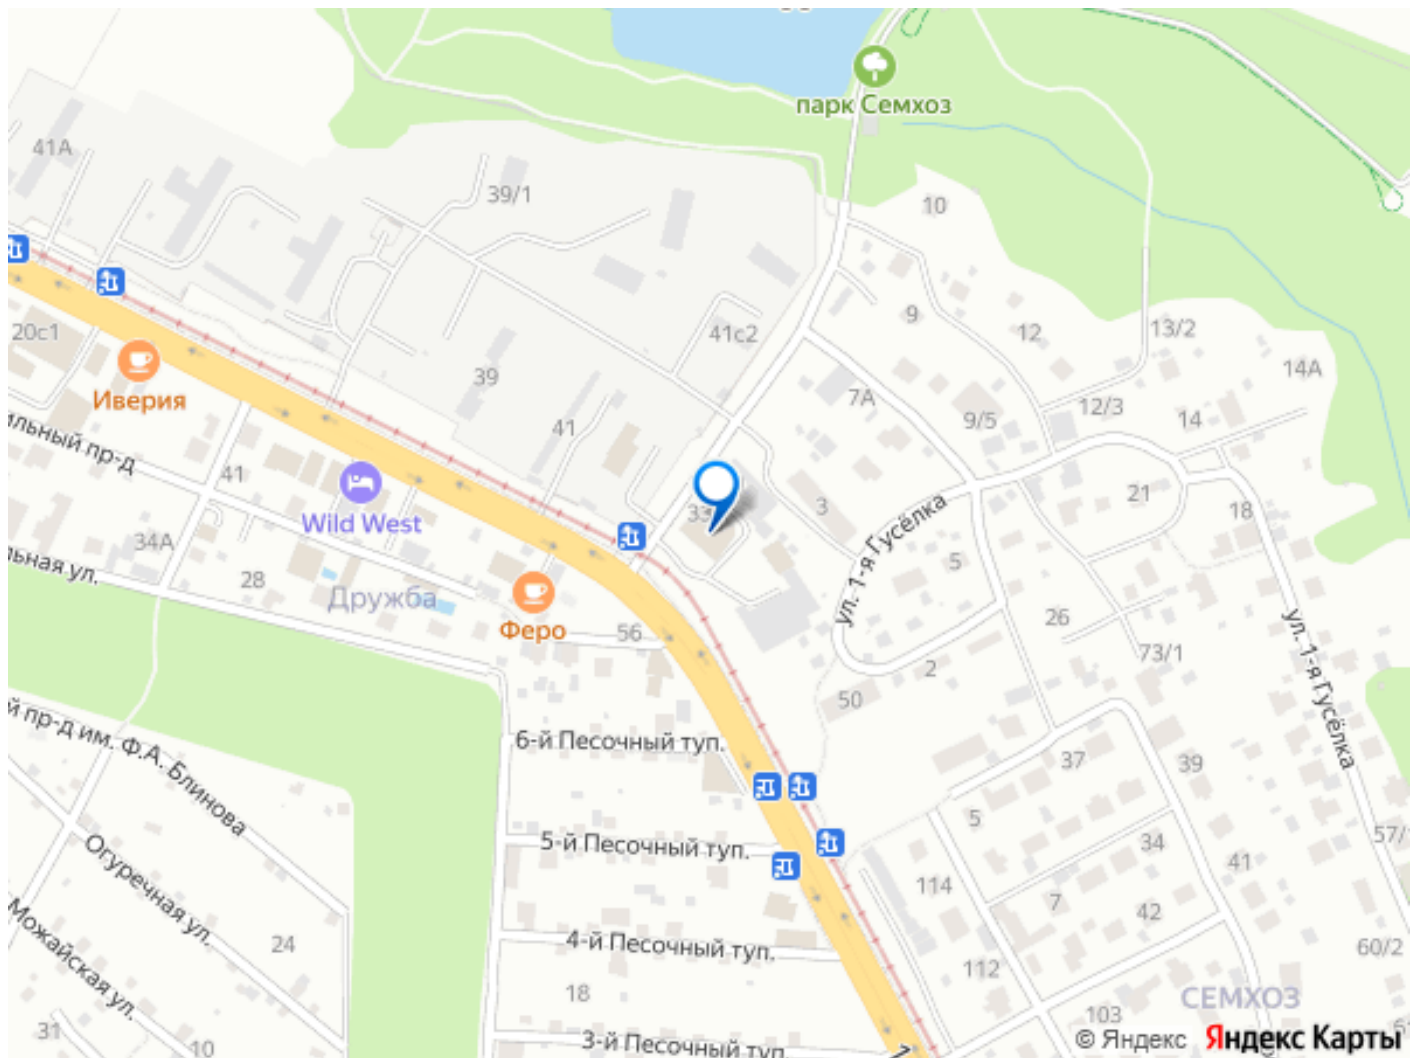 парк Семхоз
41А
39/1
10
9
12
13/2
20с1
41с2
14А
Иверия
39
7А
9/5
12/3
14
41
ильный пр-д
41
Wild West
3
21
18
ул. 1-я Гусёлка
34А
28
льная ул.
Дружба
Феро
56
5
26
2
73/1
ул. 1-я Гусёлка
50
й пр-д им. Ф.А. Блинова
6-й Песочный туп.
37
39
5
34
57/1
5-й Песочный туп.
41
Огуречная ул.
114
7
42
Можайская ул.
24
4-й Песочный туп.
60/2
112
18
СЕМХОЗ
103
31
10
3-й Песочный туп.
© Яндекс Яндекс Карты